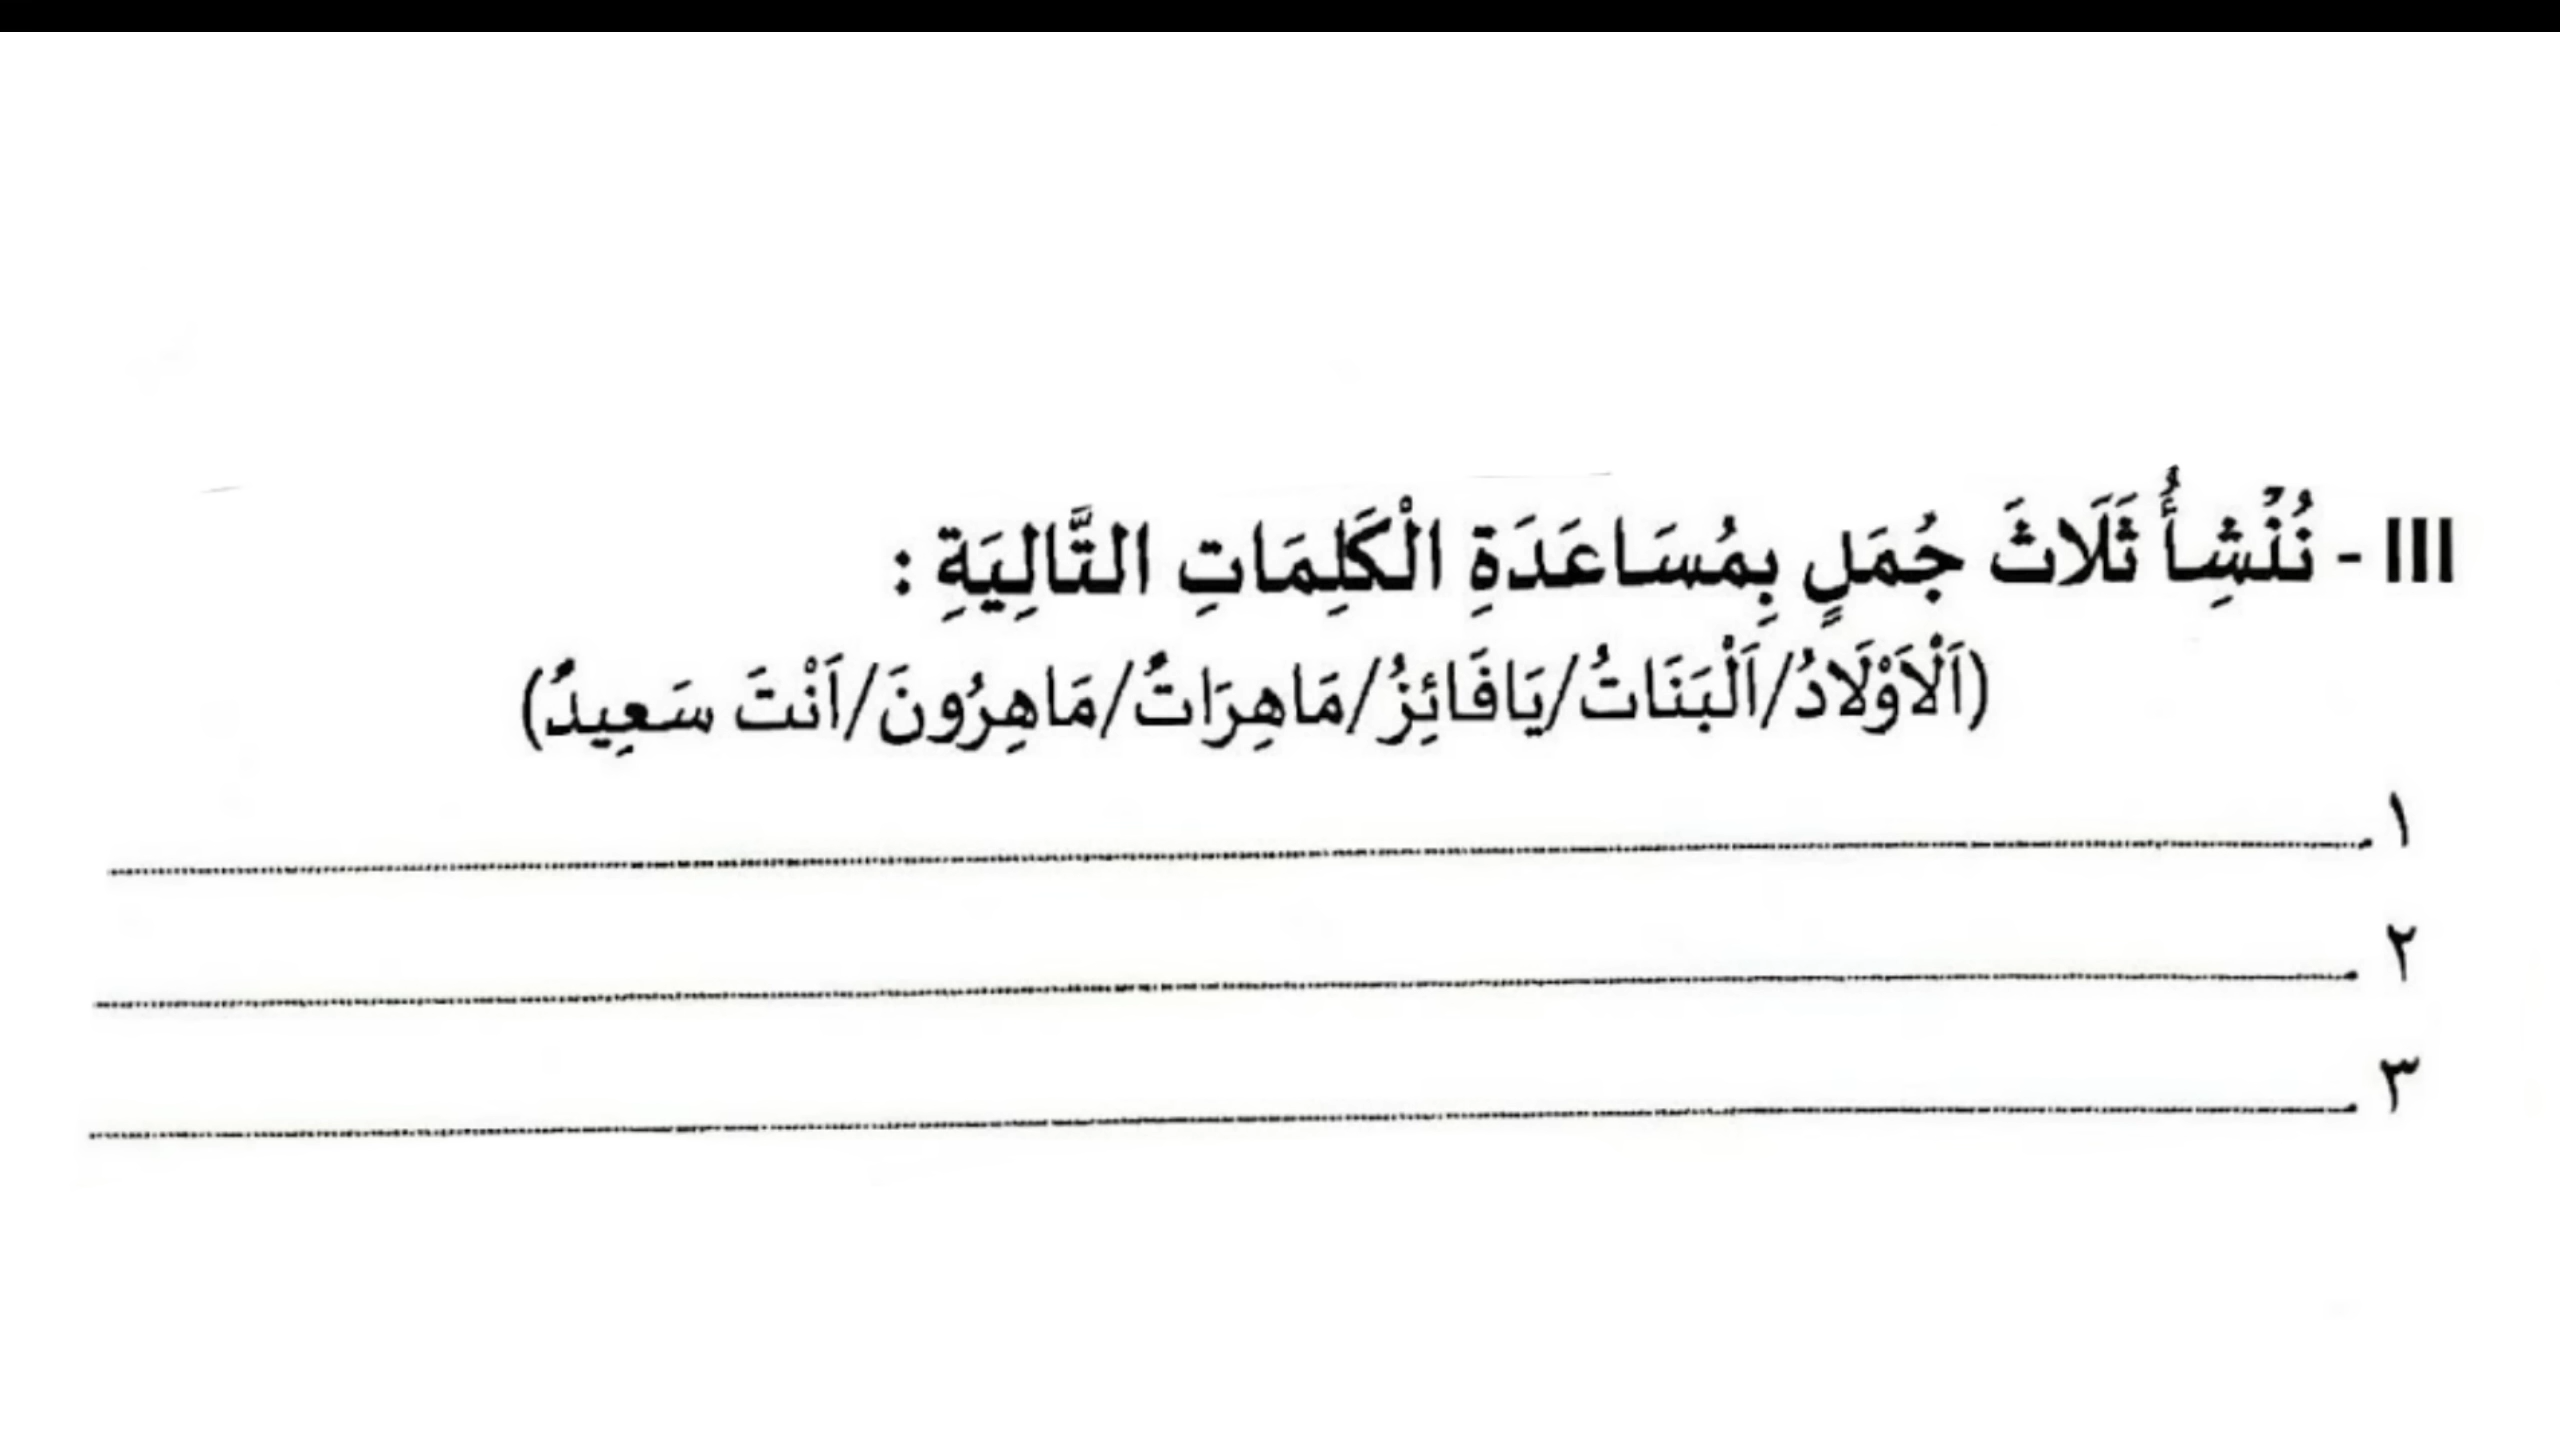 III - نُنْشِأُ ثَلَاثَ جُمَلٍ بِمُسَاعَدَةِ الْكَلِمَاتِ التَّالِيَةِ :
(اَلْاَوْلَادُ/اَلْبَنَاتُ/يَافَائِزُ/مَاهِرَاتٌ/مَاهِرُونَ/اَنْتَ سَعِيدٌ)
١.
٢.
٣.